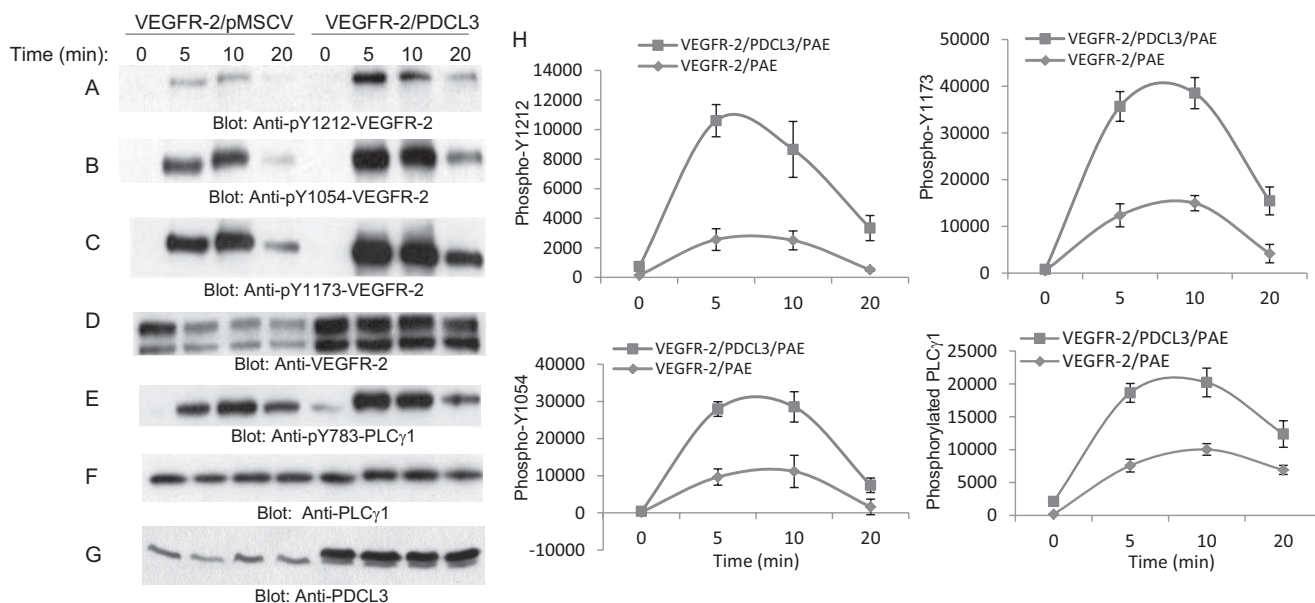 VEGFR-2/pMSCV VEGFR-2/PDCL3
Time (min): 0 5 10 20 0 5 10 20
A
Blot: Anti-pY1212-VEGFR-2
B
Blot: Anti-pY1054-VEGFR-2
C
Blot: Anti-pY1173-VEGFR-2
D
Blot: Anti-VEGFR-2
E
Blot: Anti-pY783-PLCγ1
F
Blot: Anti-PLCγ1
G
Blot: Anti-PDCL3
H
VEGFR-2/PDCL3/PAE
VEGFR-2/PAE
Phospho-Y1212
14000
12000
10000
8000
6000
4000
2000
0
0 5 10 20
VEGFR-2/PDCL3/PAE
VEGFR-2/PAE
Phospho-Y1173
50000
40000
30000
20000
10000
0
0 5 10 20
VEGFR-2/PDCL3/PAE
VEGFR-2/PAE
Phospho-Y1054
40000
30000
20000
10000
0
-10000
0 5 10 20
Time (min)
VEGFR-2/PDCL3/PAE
VEGFR-2/PAE
Phosphorylated PLCγ1
25000
20000
15000
10000
5000
0
0 5 10 20
Time (min)